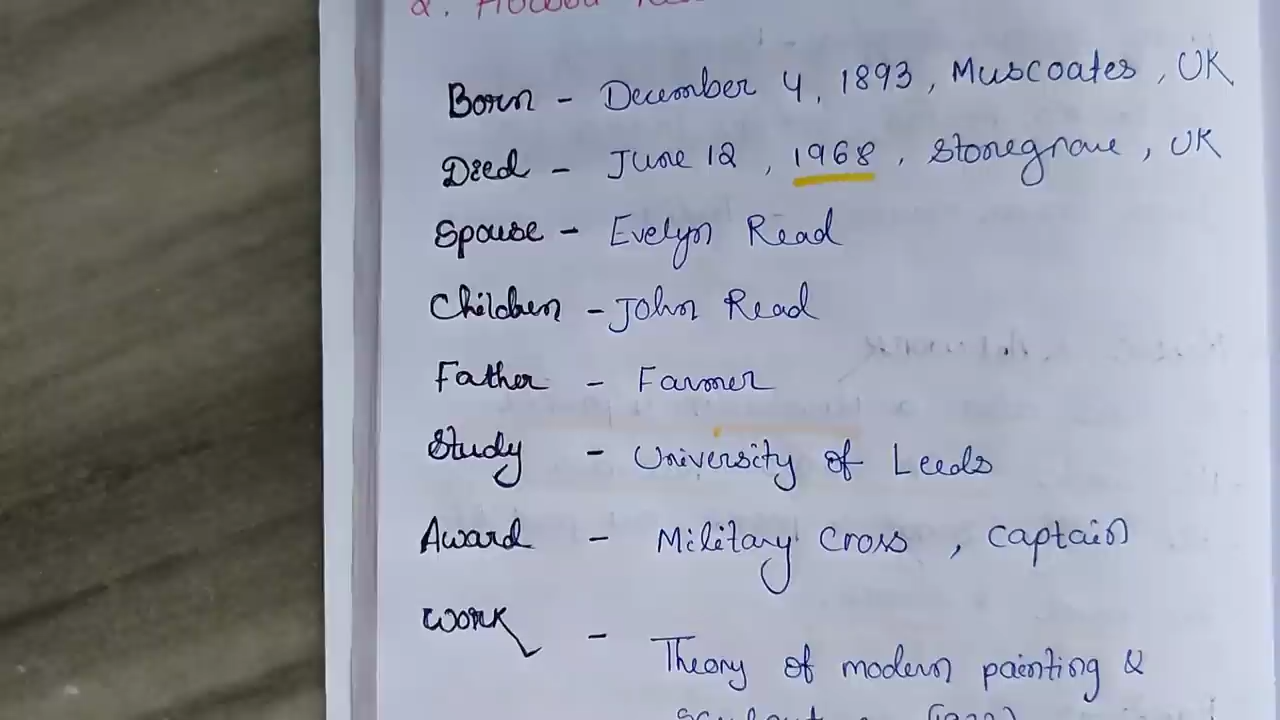 2.
Born - December 4, 1893, Muscoates, UK
Died - June 12, 1968, Stonegrave, UK
Spouse - Evelyn Read
Children - John Read
Father - Farmer
Study - University of Leeds
Award - Military Cross, Captain
Work - Theory of modern painting &